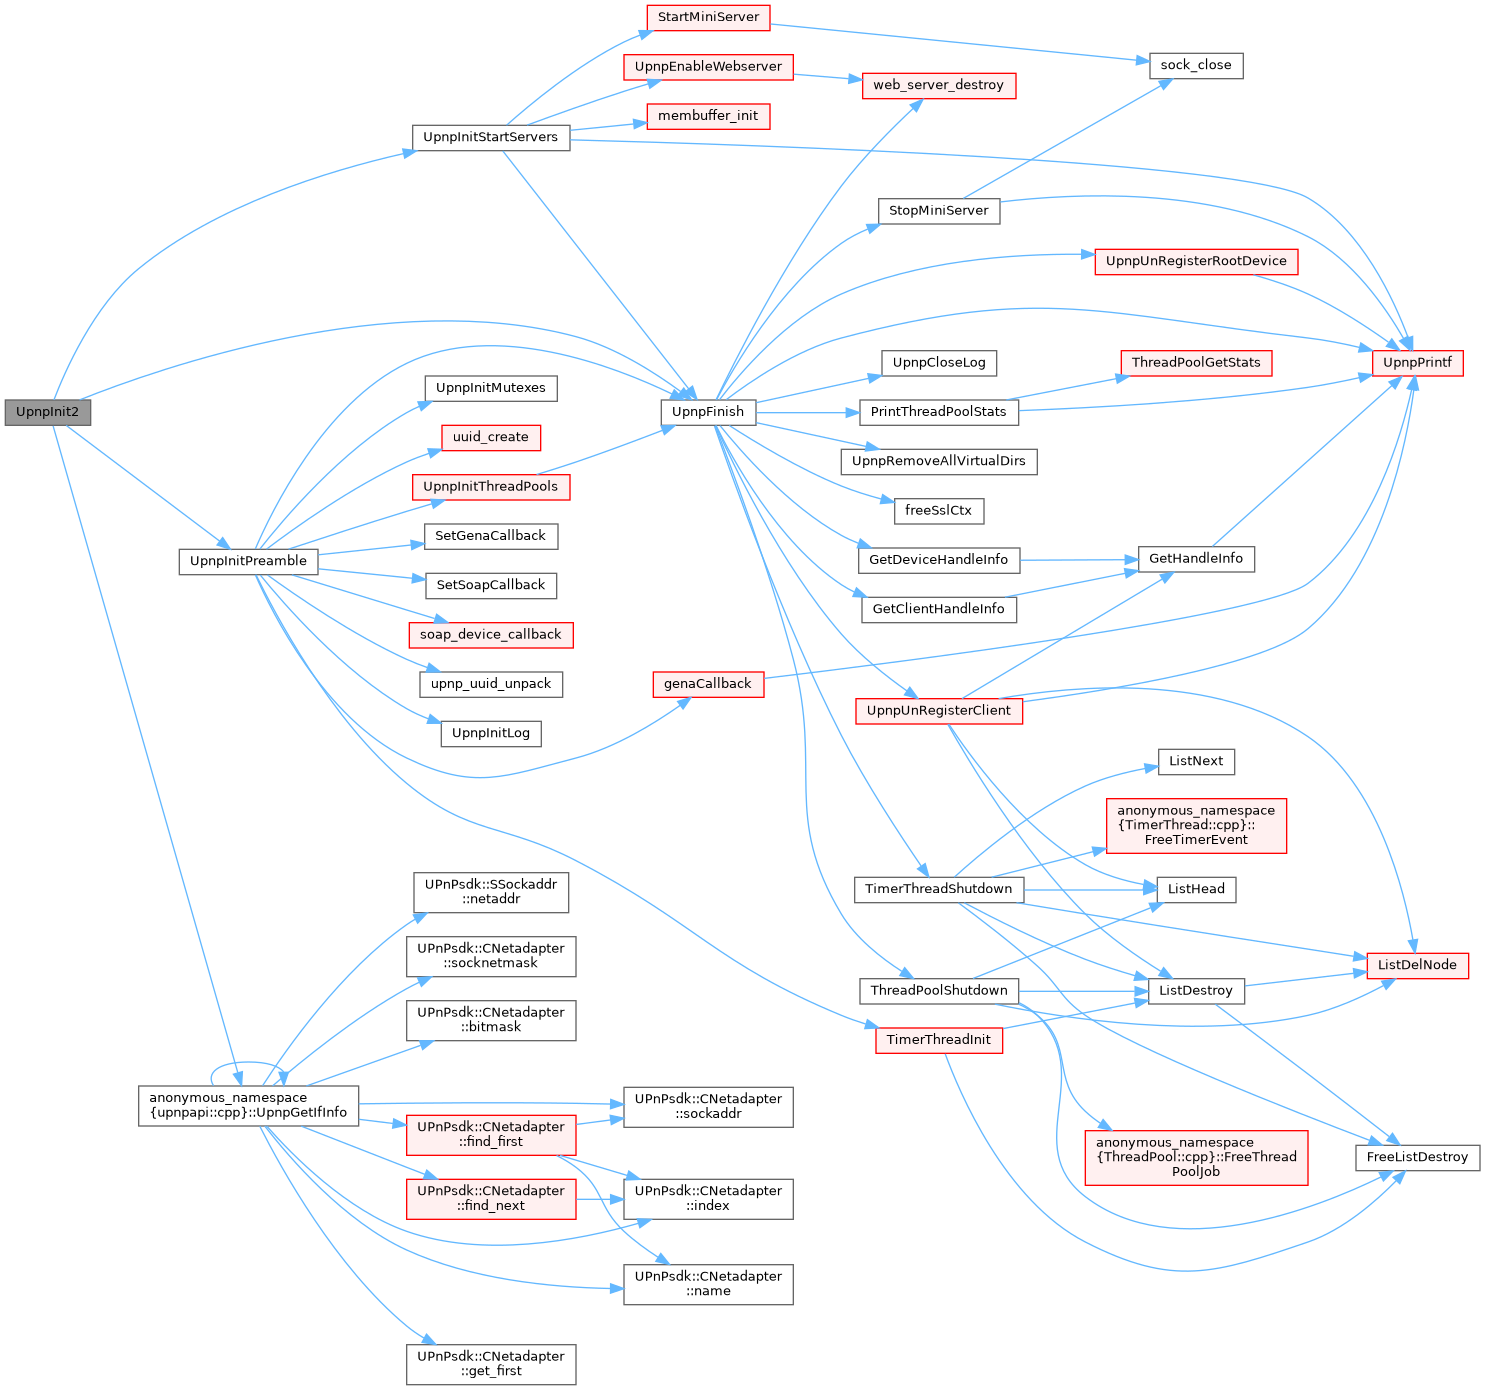 StartMiniServer
sock_close
UpnpEnableWebserver
web_server_destroy
membuffer_init
UpnpInitStartServers
StopMiniServer
UpnpUnRegisterRootDevice
UpnpCloseLog
ThreadPoolGetStats
UpnpPrintf
UpnpInitMutexes
UpnpInit2
UpnpFinish
PrintThreadPoolStats
uuid_create
UpnpRemoveAllVirtualDirs
UpnpInitThreadPools
freeSslCtx
SetGenaCallback
UpnpInitPreamble
GetDeviceHandleInfo
GetHandleInfo
SetSoapCallback
GetClientHandleInfo
soap_device_callback
upnp_uuid_unpack
genaCallback
UpnpUnRegisterClient
UpnpInitLog
ListNext
anonymous_namespace
{TimerThread::cpp}::
FreeTimerEvent
UPnPsdk::SSockaddr
::netaddr
TimerThreadShutdown
ListHead
UPnPsdk::CNetadapter
::socknetmask
ListDelNode
ThreadPoolShutdown
ListDestroy
UPnPsdk::CNetadapter
::bitmask
TimerThreadInit
anonymous_namespace
{upnpapi::cpp}::UpnpGetIfInfo
UPnPsdk::CNetadapter
::sockaddr
UPnPsdk::CNetadapter
::find_first
anonymous_namespace
{ThreadPool::cpp}::FreeThread
PoolJob
FreeListDestroy
UPnPsdk::CNetadapter
::find_next
UPnPsdk::CNetadapter
::index
UPnPsdk::CNetadapter
::name
UPnPsdk::CNetadapter
::get_first